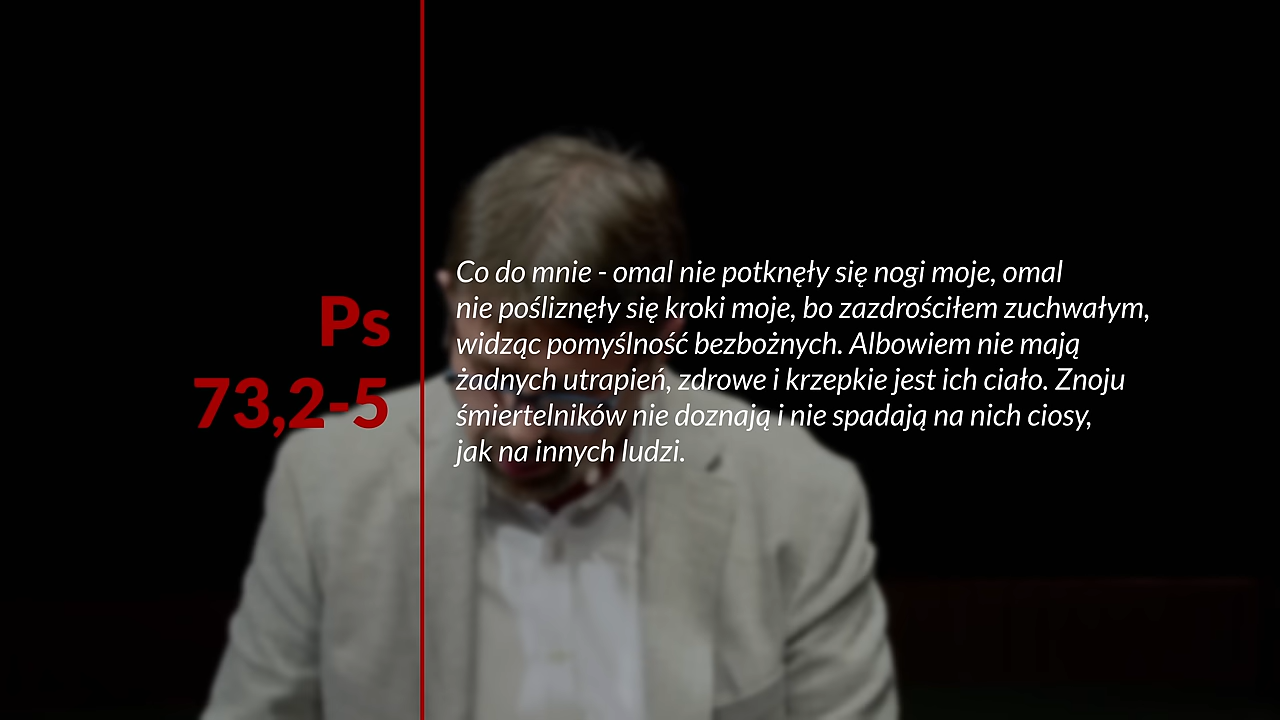 Ps
73,2-5
Co do mnie - omal nie potknęły się nogi moje, omal
nie pośliznęły się kroki moje, bo zazdrościłem zuchwałym,
widząc pomyślność bezbożnych. Albowiem nie mają
żadnych utrapień, zdrowe i krzepkie jest ich ciało. Znoju
śmiertelników nie doznają i nie spadają na nich ciosy,
jak na innych ludzi.